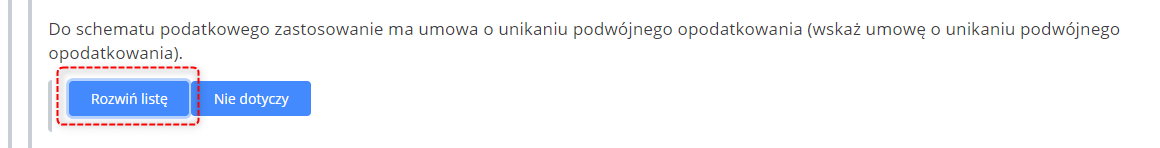 Do schematu podatkowego zastosowanie ma umowa o unikaniu podwójnego opodatkowania (wskaż umowę o unikaniu podwójnego
opodatkowania).
Rozwiń listę Nie dotyczy